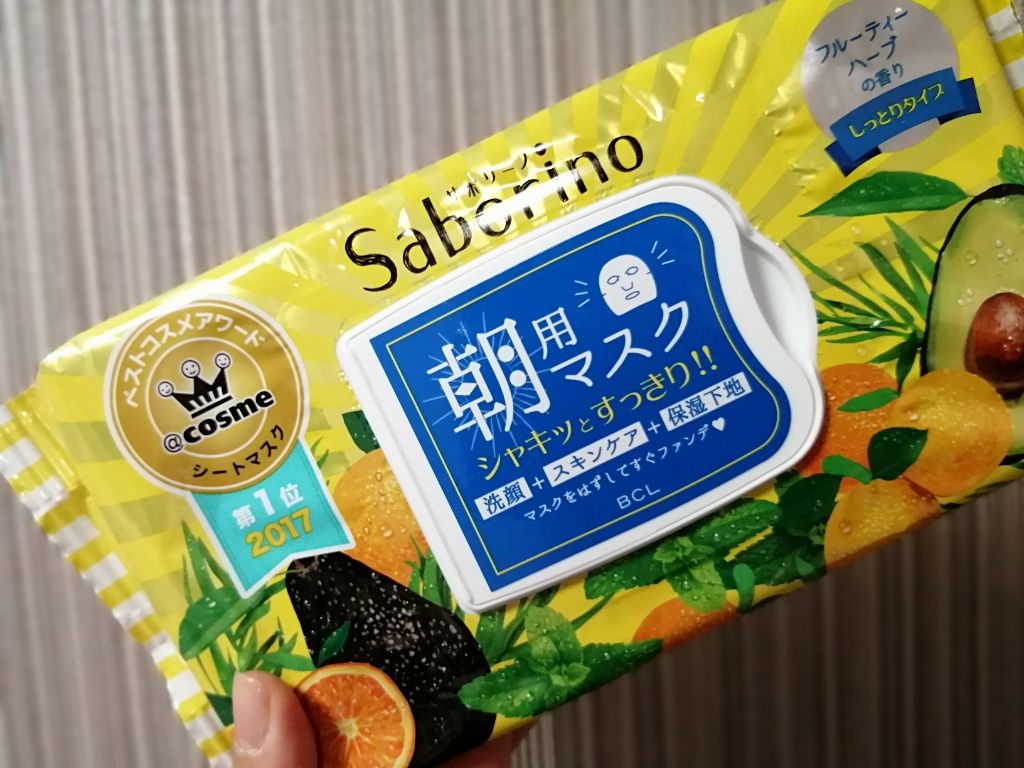 フルーティー
ハーブ
の香り
しっとりタイプ
サボリーノ
Saborino
ベストコスメアワード
@cosme
シートマスク
第1位
2017
朝用マスク
シャキッとすっきり!!
洗顔+スキンケア+保湿下地
マスクをはずしてすぐファンデ♥
BCL